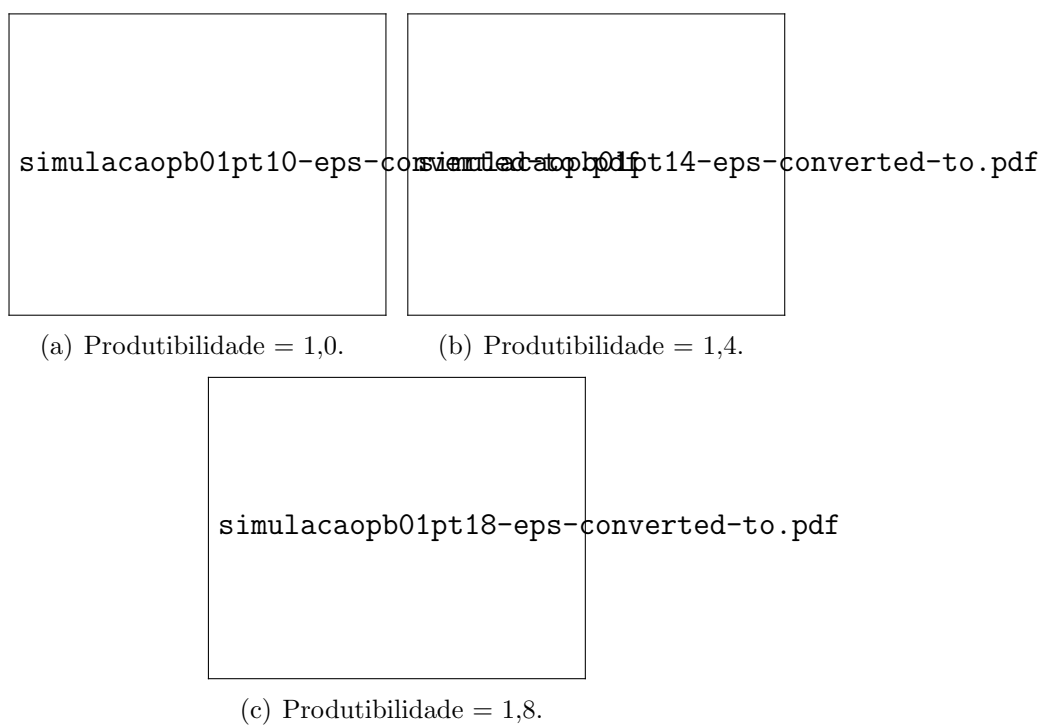 simulacaopb01pt10-eps-converted-to.pdf
simulacaopb01pt14-eps-converted-to.pdf
(a) Produtibilidade = 1,0.
(b) Produtibilidade = 1,4.
simulacaopb01pt18-eps-converted-to.pdf
(c) Produtibilidade = 1,8.